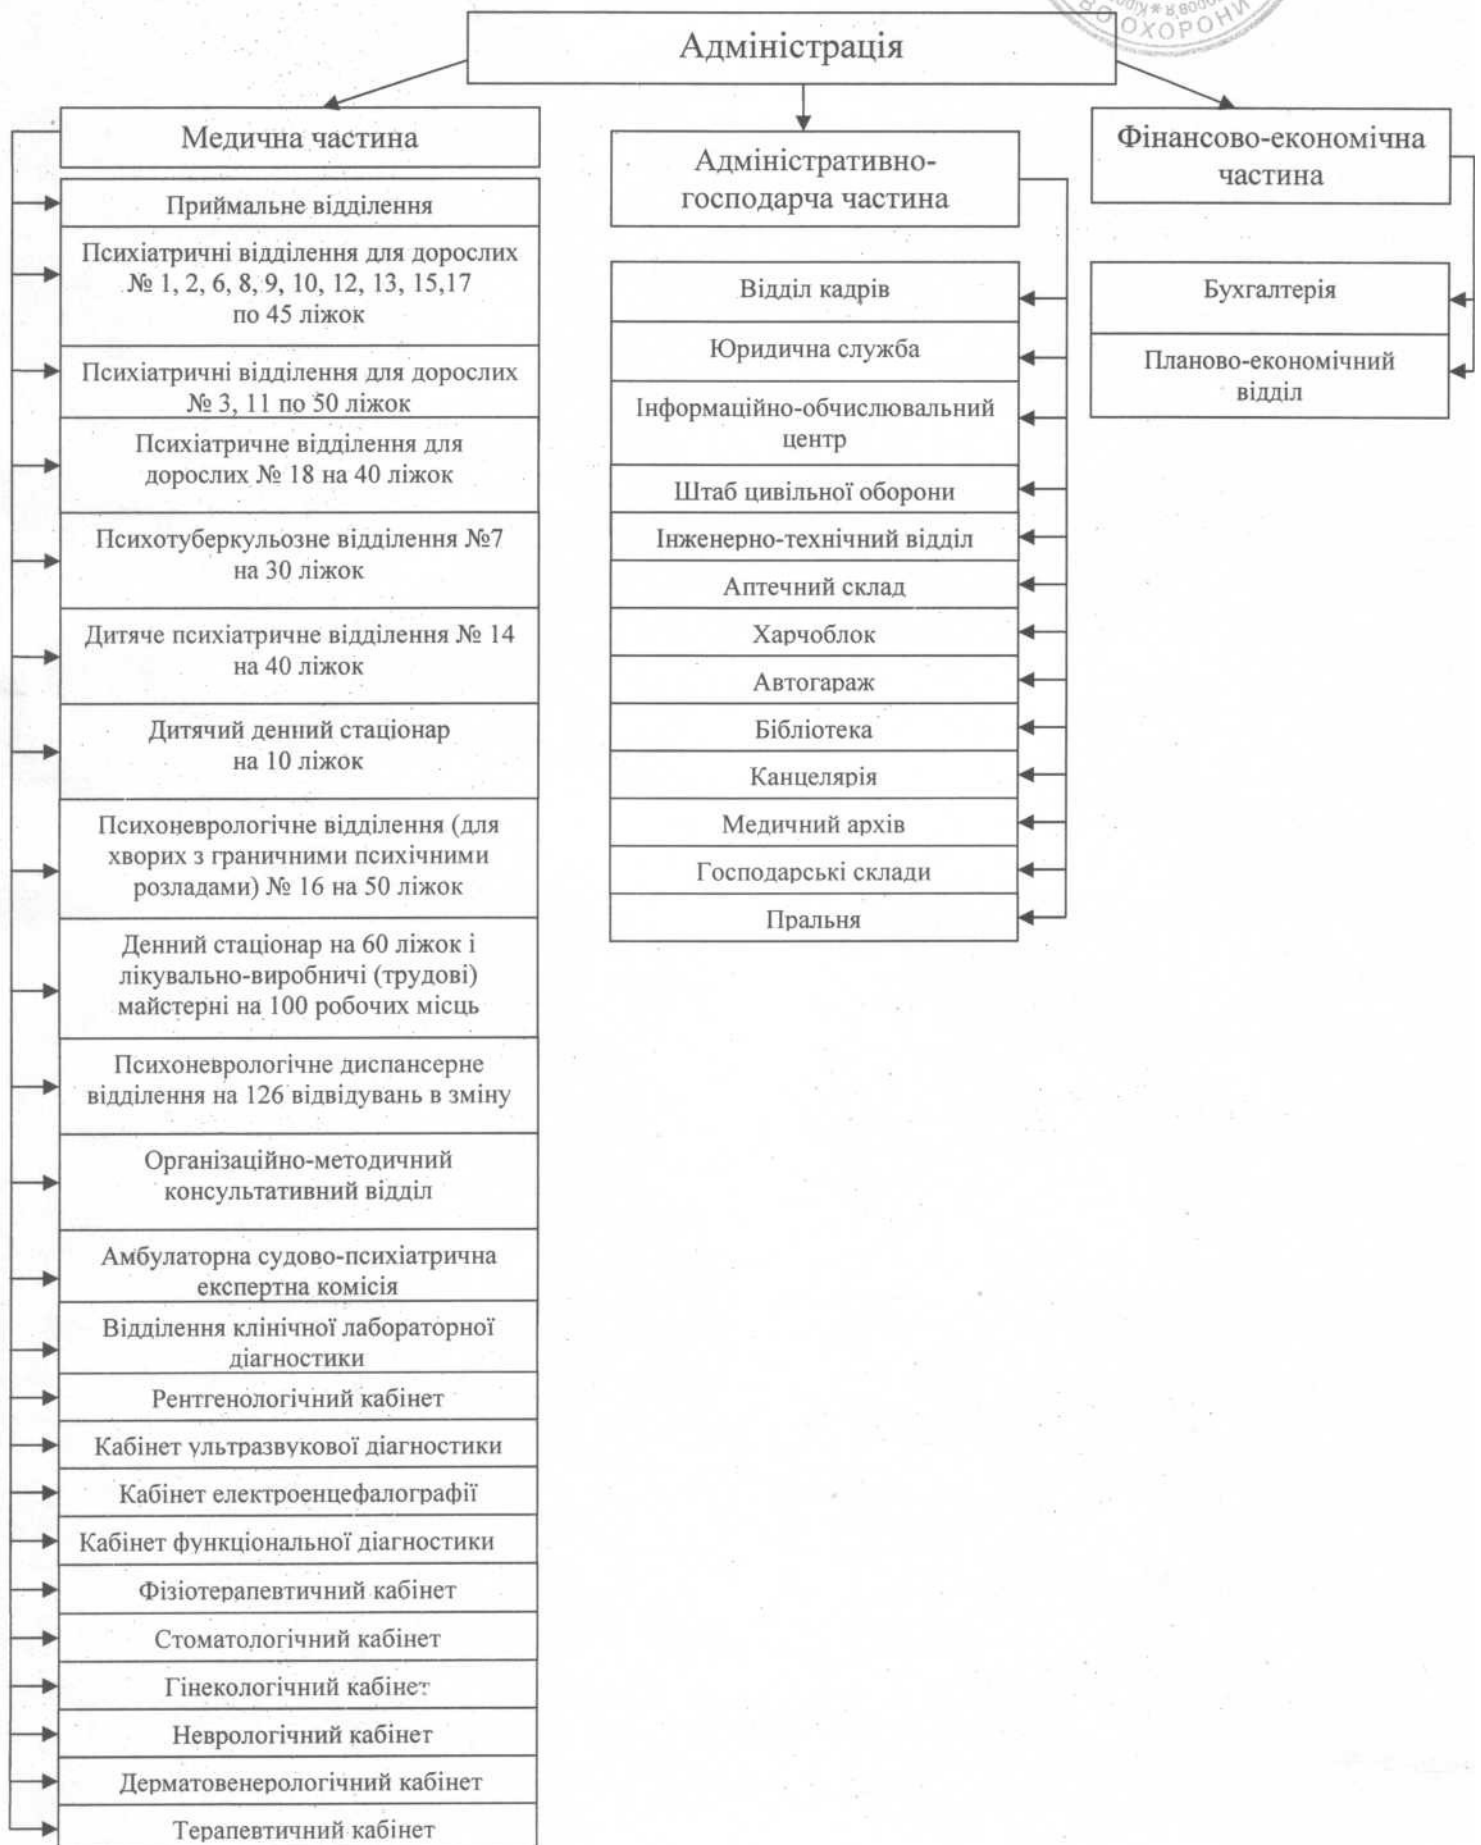 ВО ОХОРОНИ
Адміністрація
Медична частина
Приймальне відділення
Психіатричні відділення для дорослих
№ 1, 2, 6, 8, 9, 10, 12, 13, 15,17
по 45 ліжок
Психіатричні відділення для дорослих
№ 3, 11 по 50 ліжок
Психіатричне відділення для
дорослих № 18 на 40 ліжок
Психотуберкульозне відділення №7
на 30 ліжок
Дитяче психіатричне відділення № 14
на 40 ліжок
Дитячий денний стаціонар
на 10 ліжок
Психоневрологічне відділення (для
хворих з граничними психічними
розладами) № 16 на 50 ліжок
Денний стаціонар на 60 ліжок і
лікувально-виробничі (трудові)
майстерні на 100 робочих місць
Психоневрологічне диспансерне
відділення на 126 відвідувань в зміну
Організаційно-методичний
консультативний відділ
Амбулаторна судово-психіатрична
експертна комісія
Відділення клінічної лабораторної
діагностики
Рентгенологічний кабінет
Кабінет ультразвукової діагностики
Кабінет електроенцефалографії
Кабінет функціональної діагностики
Фізіотерапевтичний кабінет
Стоматологічний кабінет
Гінекологічний кабінет
Неврологічний кабінет
Дерматовенерологічний кабінет
Терапевтичний кабінет
Адміністративно-
господарча частина
Відділ кадрів
Юридична служба
Інформаційно-обчислювальний
центр
Штаб цивільної оборони
Інженерно-технічний відділ
Аптечний склад
Харчоблок
Автогараж
Бібліотека
Канцелярія
Медичний архів
Господарські склади
Пральня
Фінансово-економічна
частина
Бухгалтерія
Планово-економічний
відділ